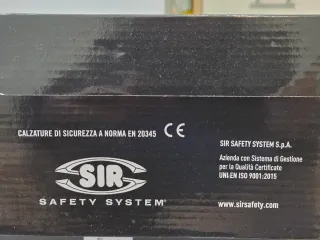 CALZATURE DI SICUREZZA A NORMA EN 20345 CE
SIR
SAFETY SYSTEM®
SIR SAFETY SYSTEM S.p.A.
Azienda con Sistema di Gestione
per la Qualità Certificato
UNI-EN ISO 9001:2015
www.sirsafety.com